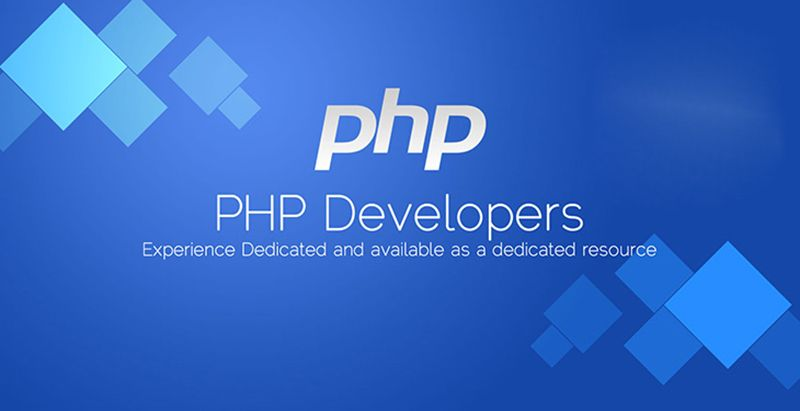 php
PHP Developers
Experience Dedicated and available as a dedicated resource